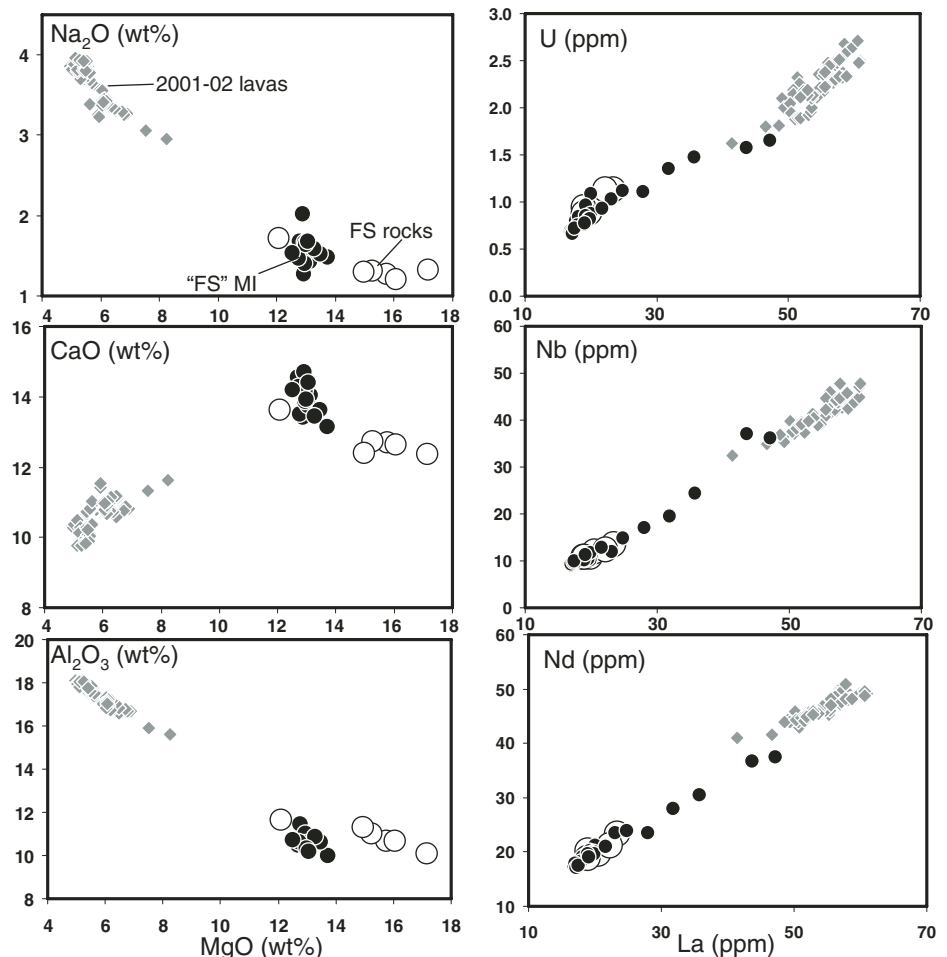 Na2O (wt%)
4
3
2
1
2001-02 lavas
FS rocks
“FS” MI
4 6 8 10 12 14 16 18
U (ppm)
3.0
2.5
2.0
1.5
1.0
0.5
0.0
10 30 50 70
CaO (wt%)
16
14
12
10
8
4 6 8 10 12 14 16 18
Nb (ppm)
60
50
40
30
20
10
0
10 30 50 70
Al2O3 (wt%)
20
18
16
14
12
10
8
4 6 8 10 12 14 16 18
MgO (wt%)
Nd (ppm)
60
50
40
30
20
10
10 30 50 70
La (ppm)